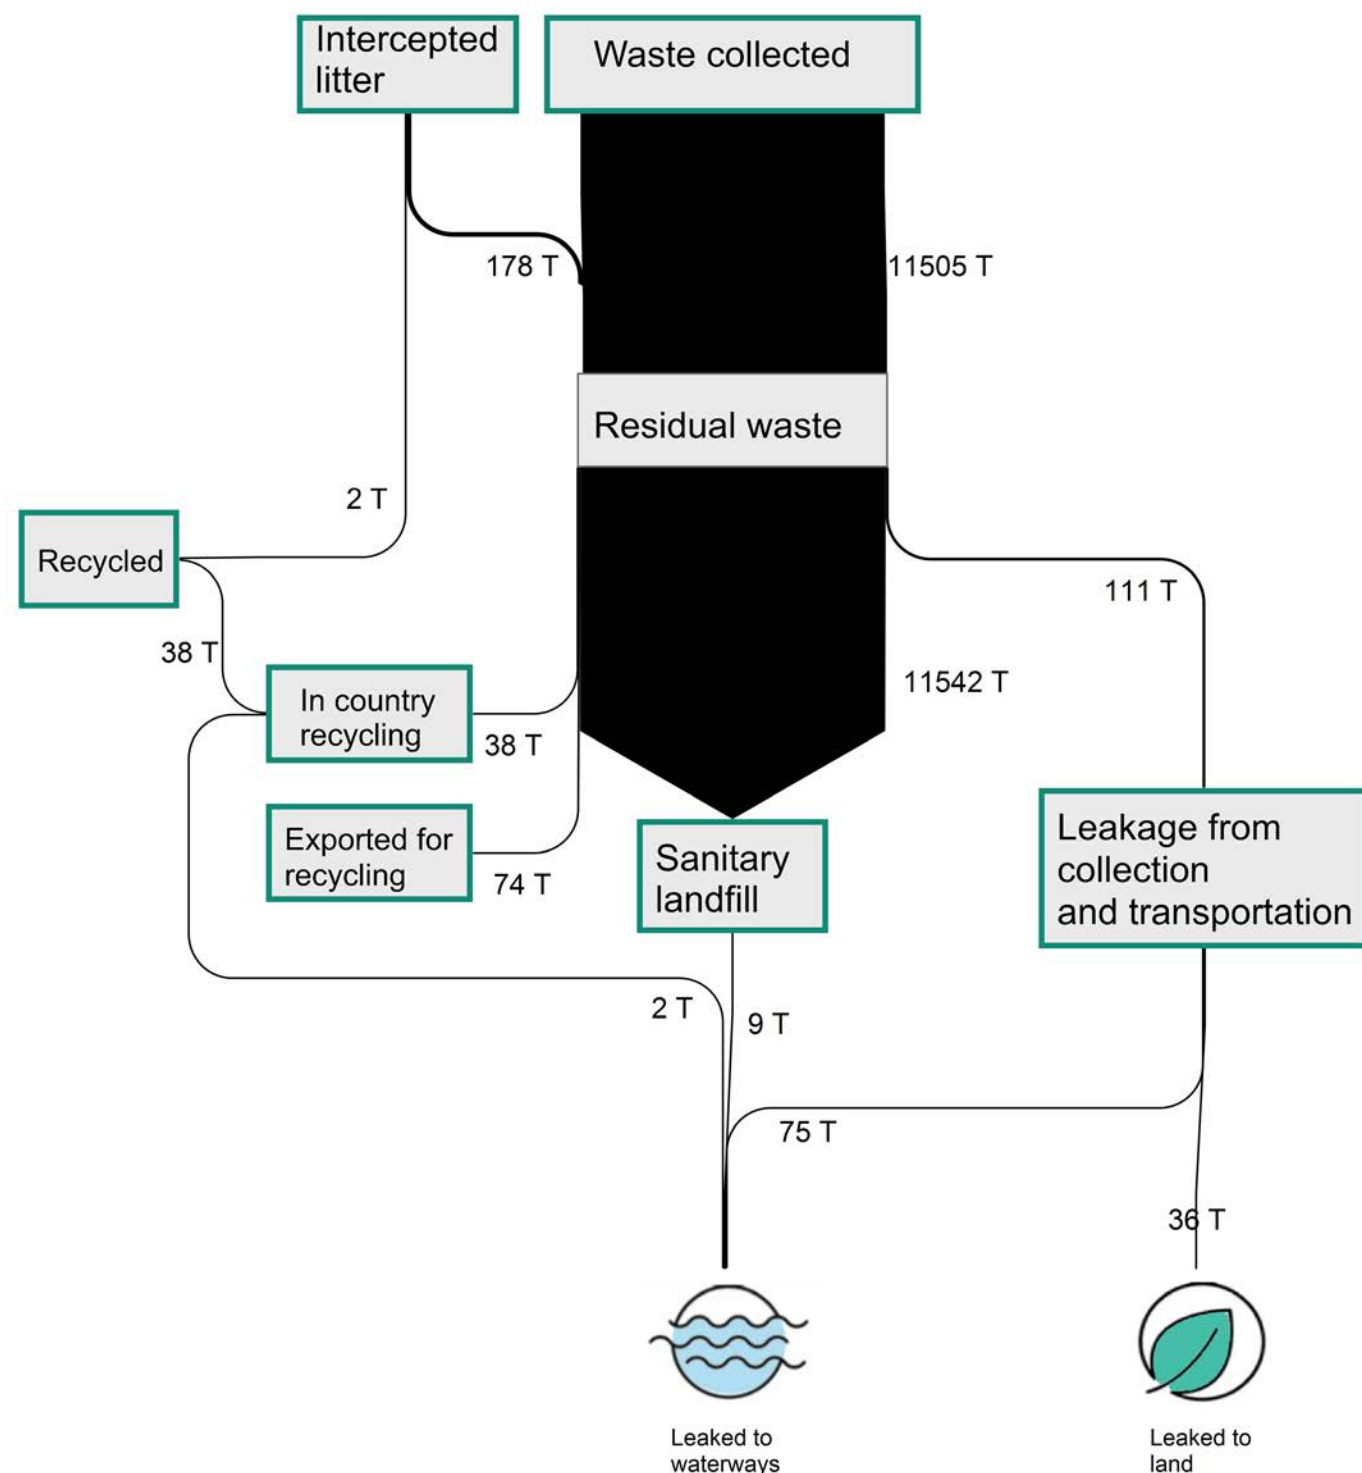 Intercepted
litter
Waste collected
178 T
11505 T
Residual waste
2 T
Recycled
111 T
38 T
In country
recycling
11542 T
38 T
Exported for
recycling
74 T
Sanitary
landfill
Leakage from
collection
and transportation
2 T
9 T
75 T
36 T
Leaked to
waterways
Leaked to
land